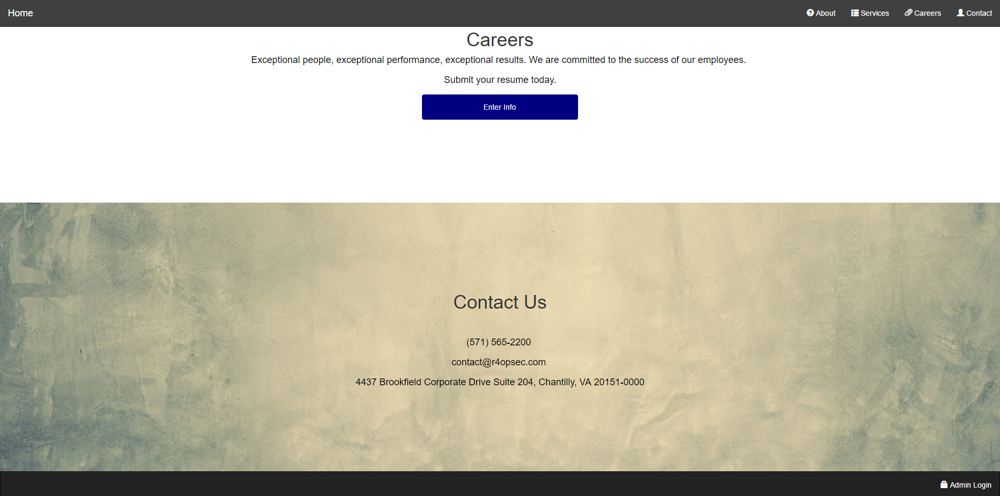 Home
About
Services
Careers
Contact
Careers
Exceptional people, exceptional performance, exceptional results. We are committed to the success of our employees.
Submit your resume today.
Enter Info
Contact Us
(571) 565-2200
contact@r4opsec.com
4437 Brookfield Corporate Drive Suite 204, Chantilly, VA 20151-0000
Admin Login